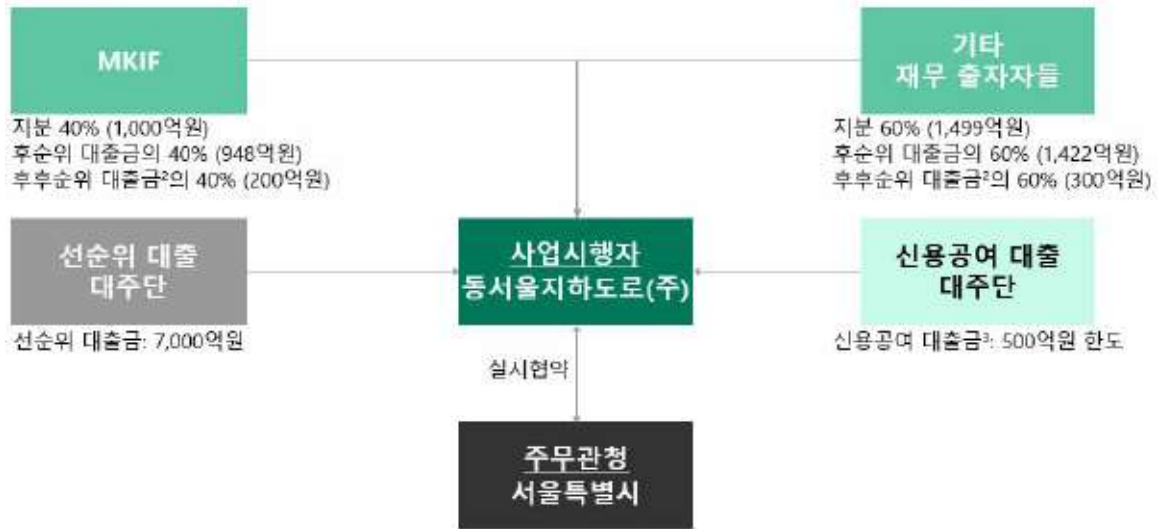 MKIF
지분 40% (1,000억원)
후순위 대출금의 40% (948억원)
후후순위 대출금²의 40% (200억원)
기타
재무 출자자들
지분 60% (1,499억원)
후순위 대출금의 60% (1,422억원)
후후순위 대출금²의 60% (300억원)
선순위 대출
대주단
선순위 대출금: 7,000억원
사업시행자
동서울지하도로(주)
신용공여 대출
대주단
신용공여 대출금³: 500억원 한도
실시협약
주무관청
서울특별시